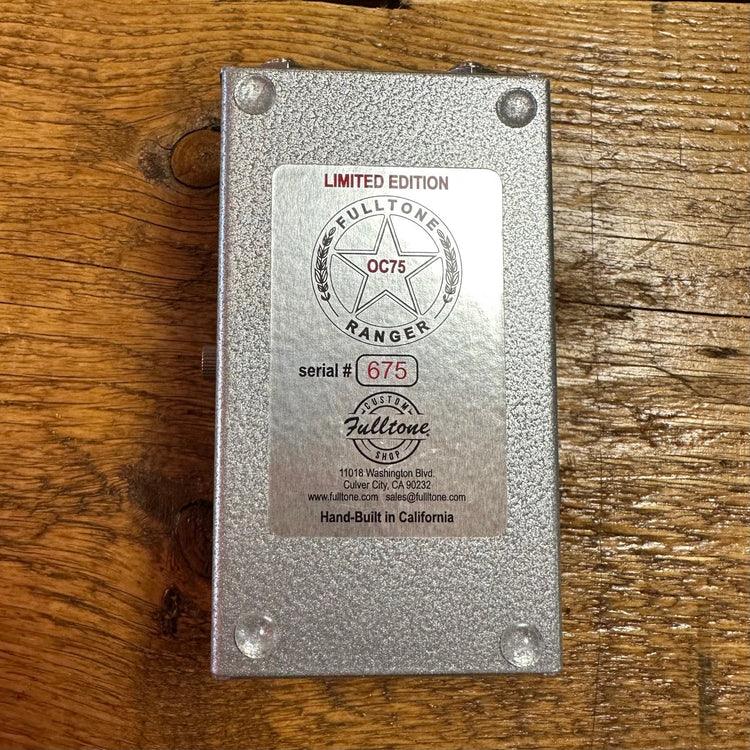 LIMITED EDITION
FULLTONE
OC75
RANGER
serial # 675
CUSTOM
Fulltone®
SHOP
11018 Washington Blvd.
Culver City, CA 90232
www.fulltone.com sales@fullltone.com
Hand-Built in California